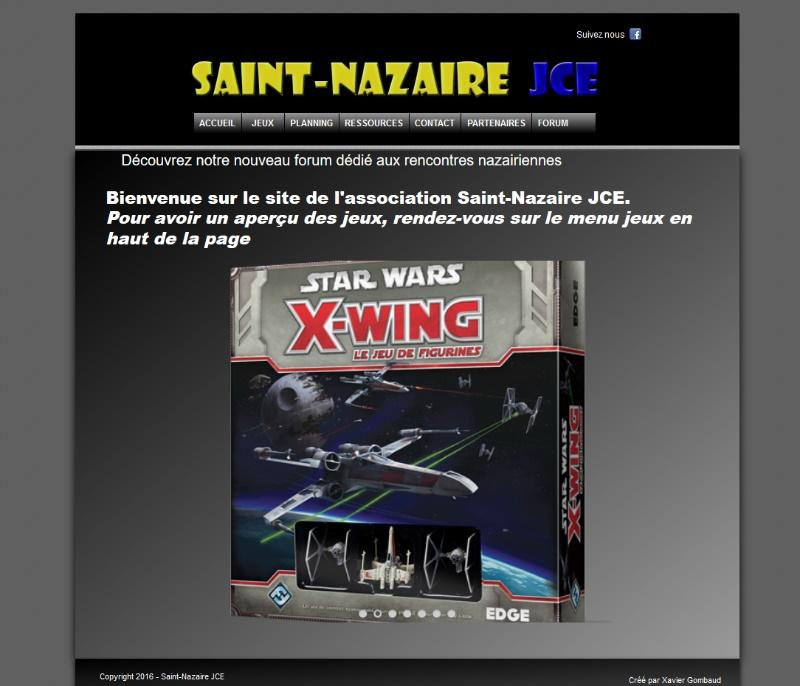 Suivez nous
SAINT-NAZAIRE JCE
ACCUEIL JEUX PLANNING RESSOURCES CONTACT PARTENAIRES FORUM
Découvrez notre nouveau forum dédié aux rencontres nazairiennes
Bienvenue sur le site de l'association Saint-Nazaire JCE.
Pour avoir un aperçu des jeux, rendez-vous sur le menu jeux en
haut de la page
STAR WARS
X-WING
LE JEU DE FIGURINES
EDGE
STAR WARS
X-WING
EDGE
Copyright 2016 - Saint-Nazaire JCE
Créé par Xavier Gombaud